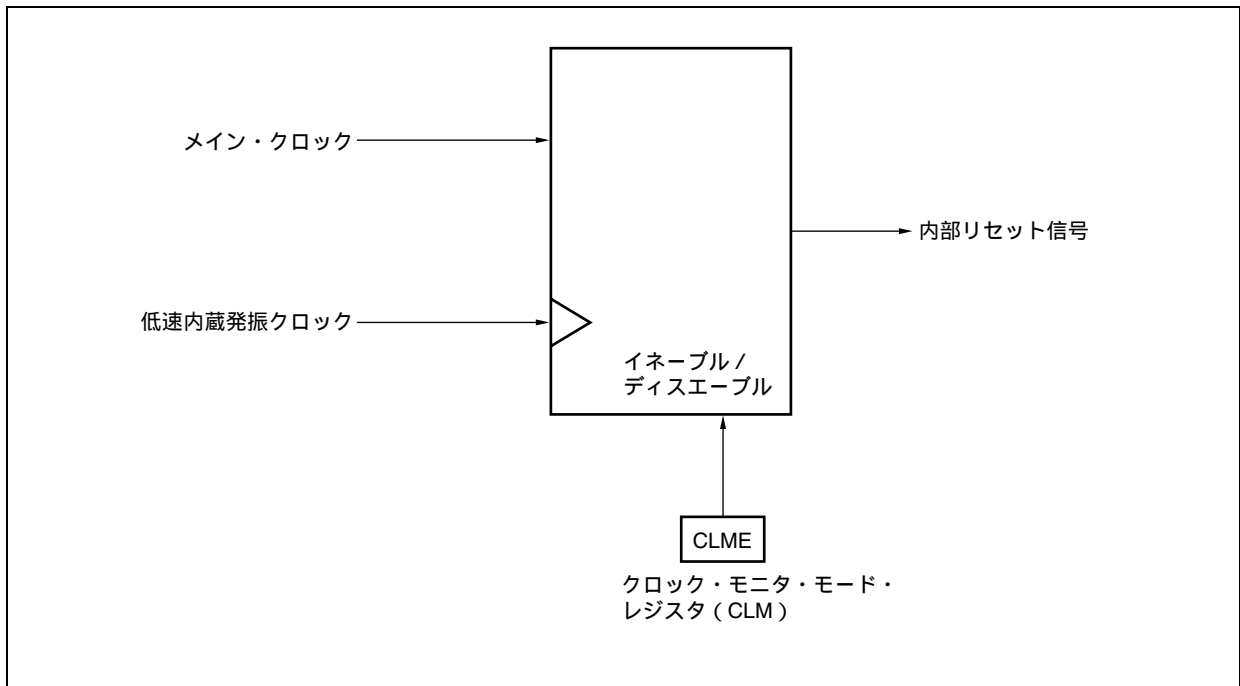 メイン・クロック
内部リセット信号
低速内蔵発振クロック
イネーブル／
ディスエーブル
CLME
クロック・モニタ・モード・
レジスタ（CLM）